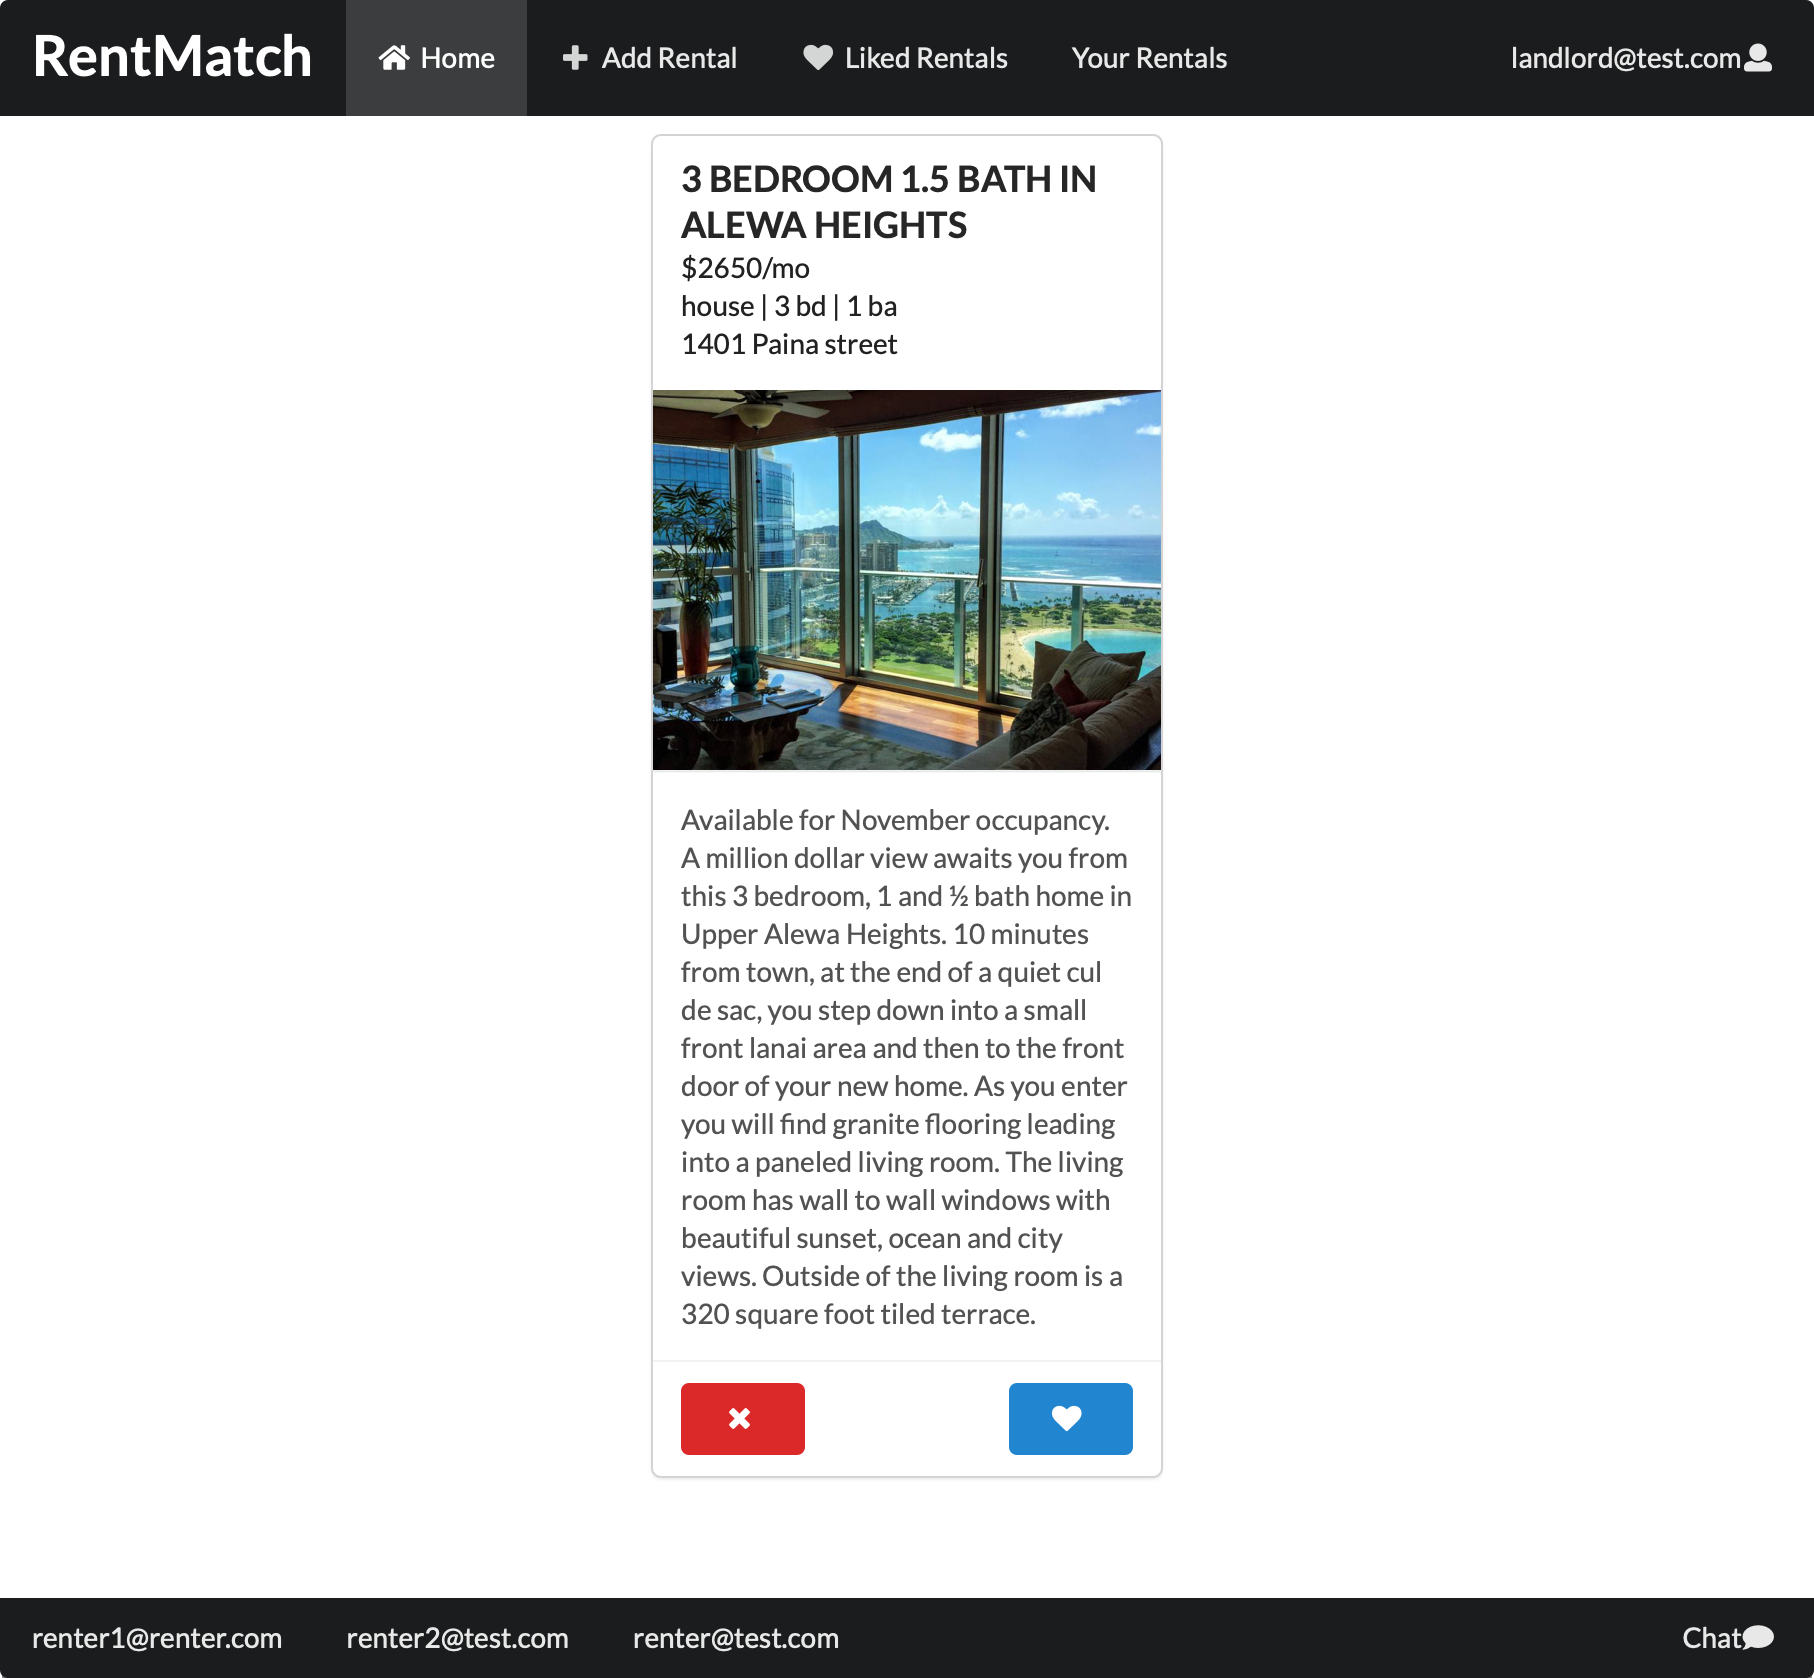 RentMatch Home Add Rental Liked Rentals Your Rentals landlord@test.com
3 BEDROOM 1.5 BATH IN
ALEWA HEIGHTS
$2650/mo
house | 3 bd | 1 ba
1401 Paina street
Available for November occupancy.
A million dollar view awaits you from
this 3 bedroom, 1 and ½ bath home in
Upper Alewa Heights. 10 minutes
from town, at the end of a quiet cul
de sac, you step down into a small
front lanai area and then to the front
door of your new home. As you enter
you will find granite flooring leading
into a paneled living room. The living
room has wall to wall windows with
beautiful sunset, ocean and city
views. Outside of the living room is a
320 square foot tiled terrace.
renter1@renter.com renter2@test.com renter@test.com Chat